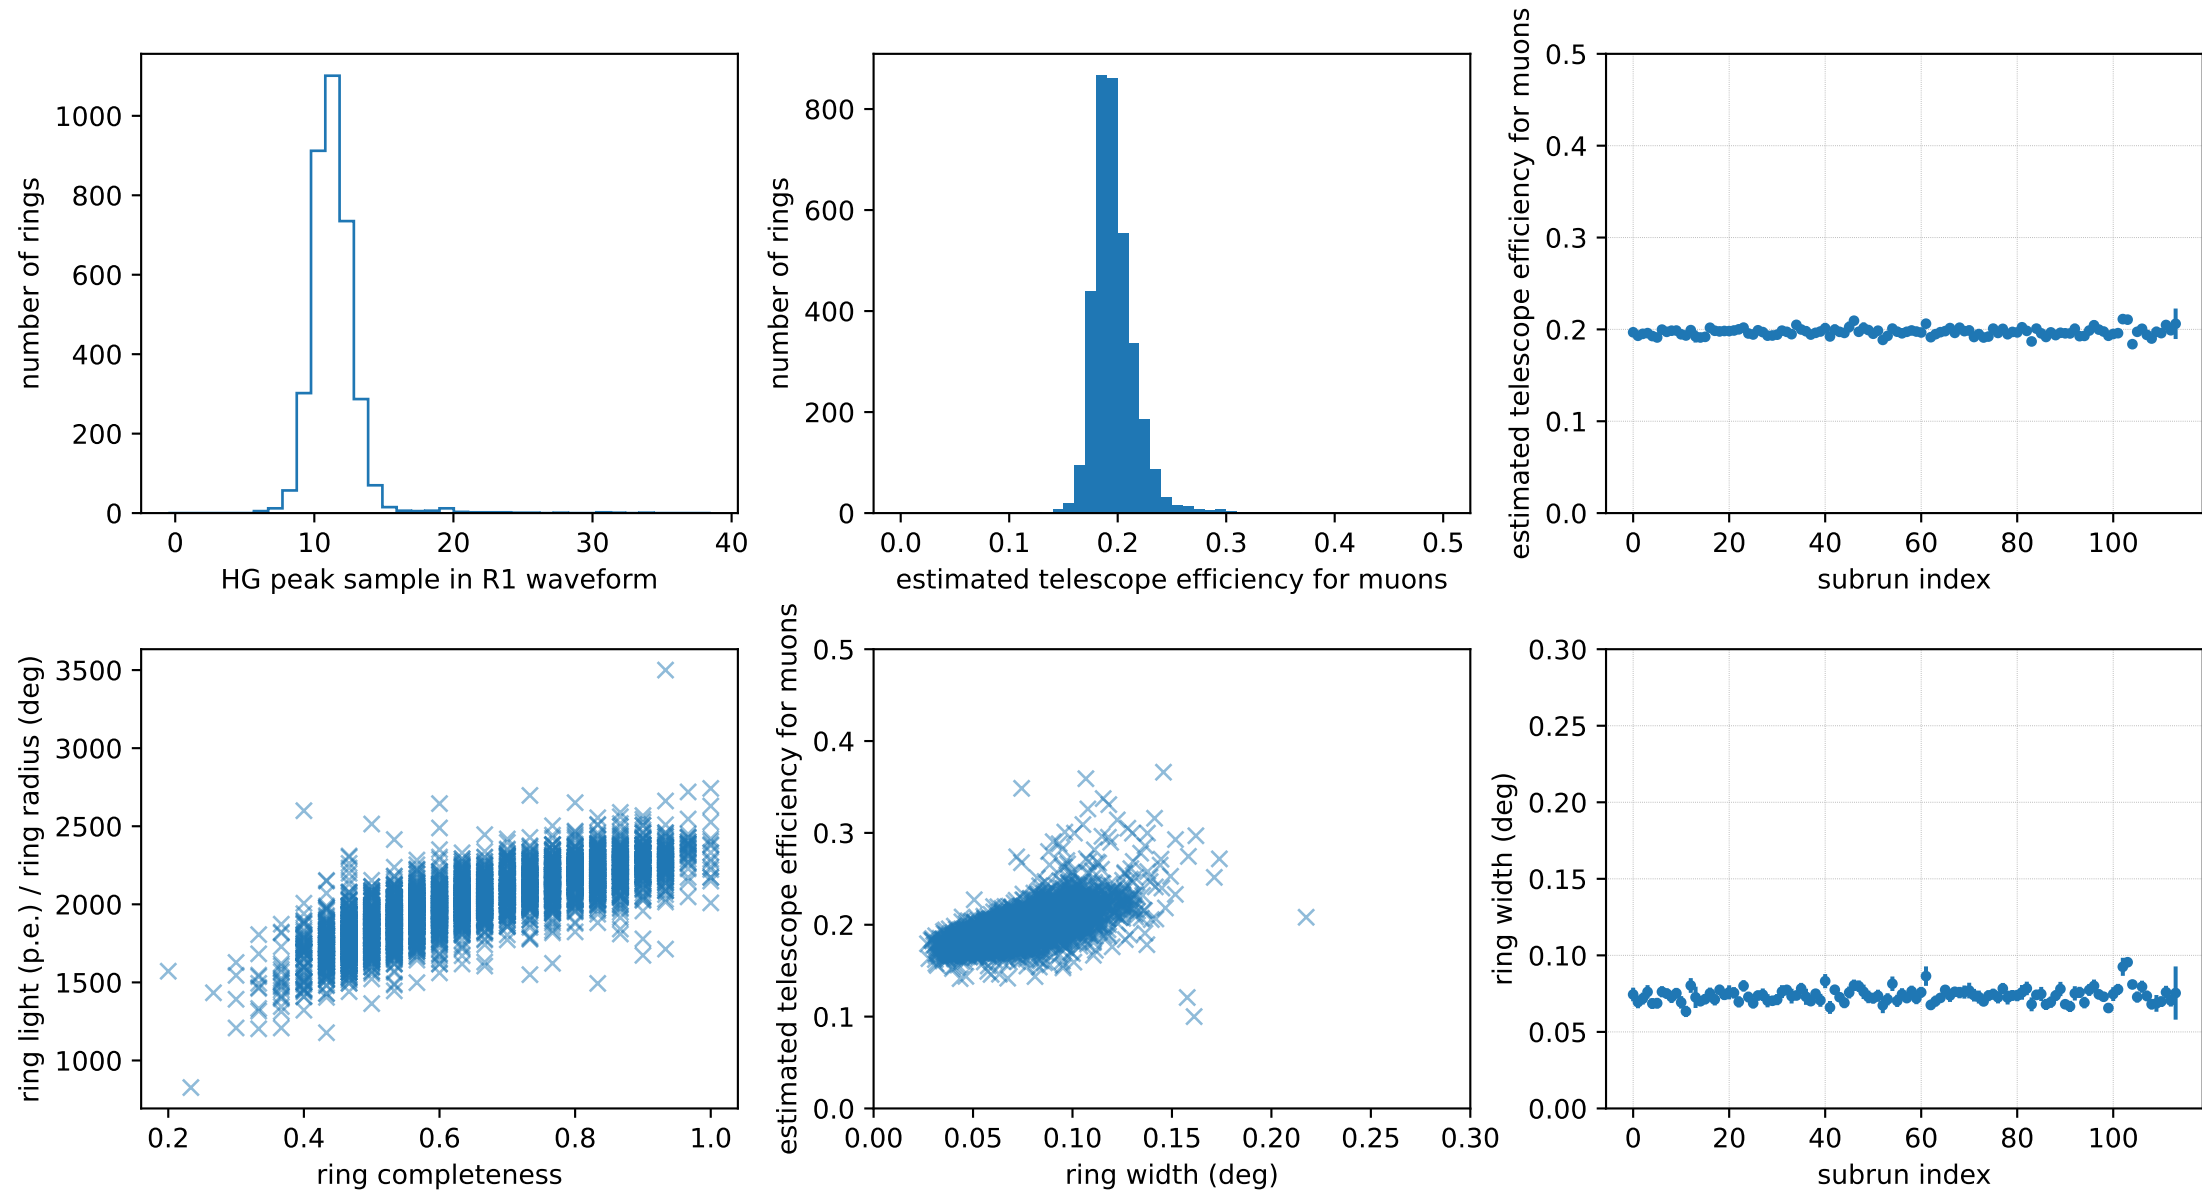 number of rings
1000
800
600
400
200
0
0 10 20 30 40
HG peak sample in R1 waveform
number of rings
800
600
400
200
0
0.0 0.1 0.2 0.3 0.4 0.5
estimated telescope efficiency for muons
estimated telescope efficiency for muons
0.5
0.4
0.3
0.2
0.1
0.0
0 20 40 60 80 100
subrun index
ring light (p.e.) / ring radius (deg)
3500
3000
2500
2000
1500
1000
0.2 0.4 0.6 0.8 1.0
ring completeness
estimated telescope efficiency for muons
0.5
0.4
0.3
0.2
0.1
0.0
0.00 0.05 0.10 0.15 0.20 0.25 0.30
ring width (deg)
ring width (deg)
0.30
0.25
0.20
0.15
0.10
0.05
0.00
0 20 40 60 80 100
subrun index